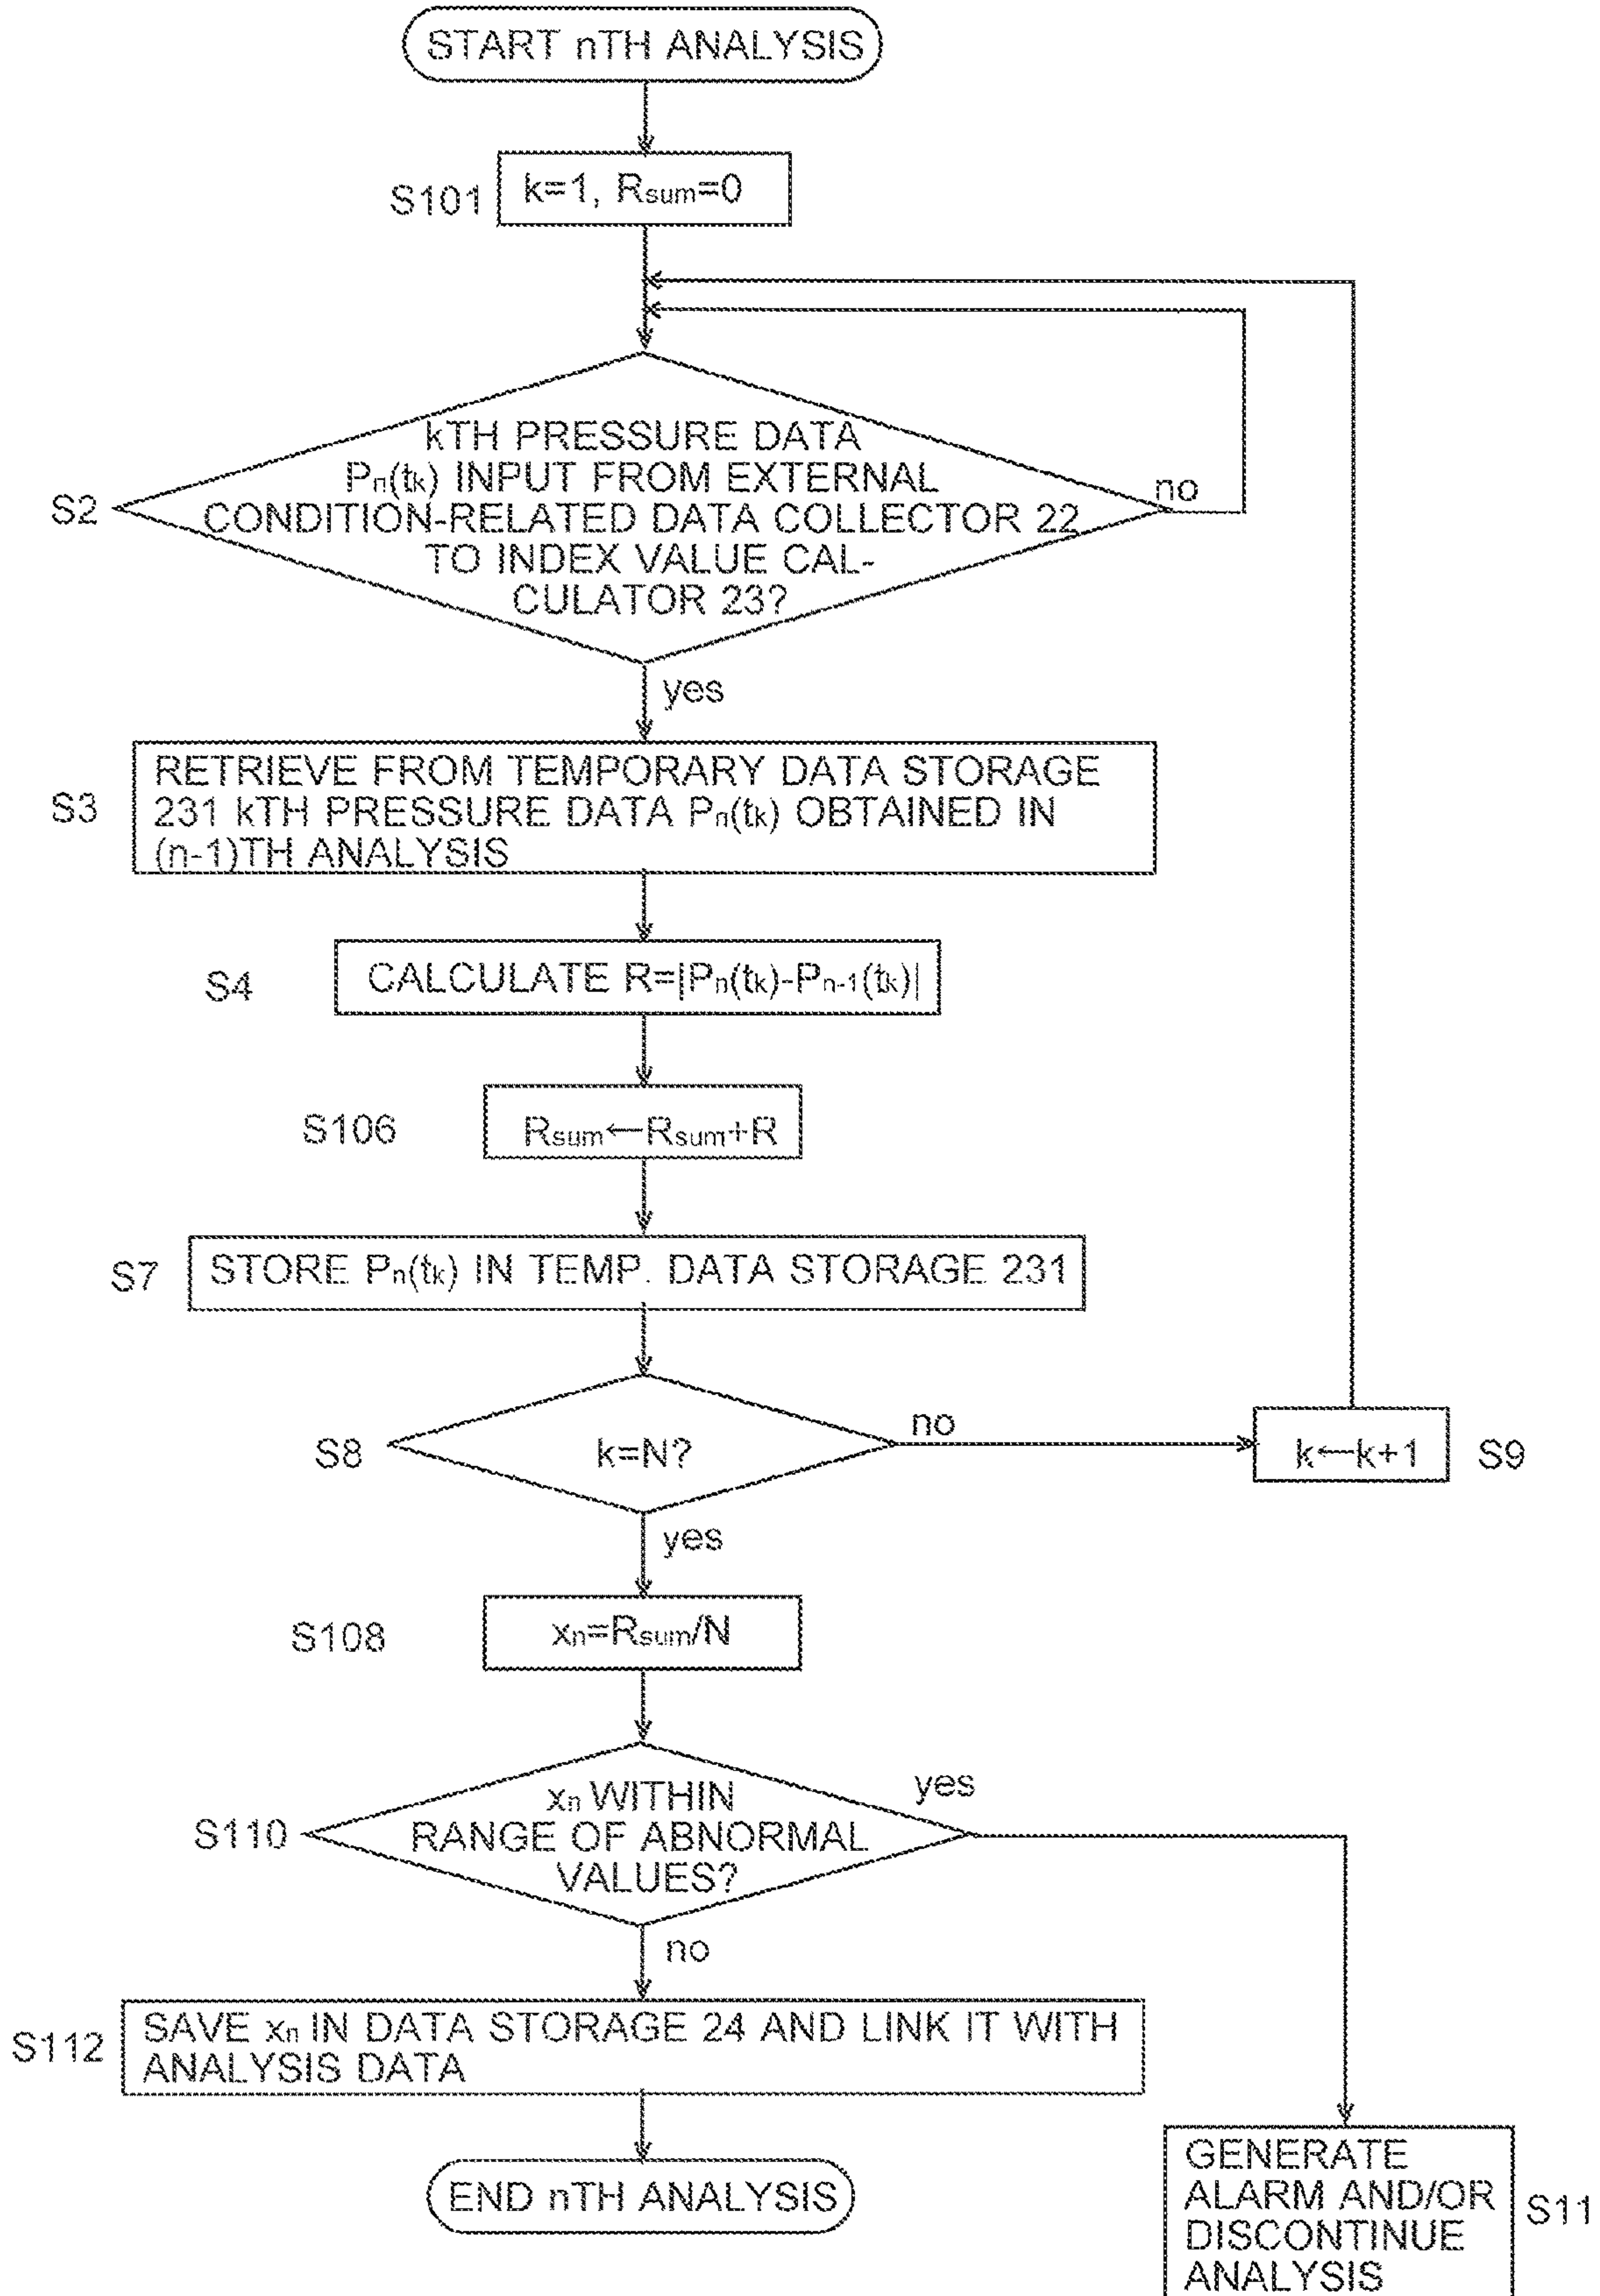 START nTH ANALYSIS
S101
k=1, Rsum=0
kTH PRESSURE DATA
Pn(tk) INPUT FROM EXTERNAL
CONDITION-RELATED DATA COLLECTOR 22
TO INDEX VALUE CAL-
CULATOR 23?
S2
no
yes
S3
RETRIEVE FROM TEMPORARY DATA STORAGE
231 kTH PRESSURE DATA Pn(tk) OBTAINED IN
(n-1)TH ANALYSIS
S4
CALCULATE R=|Pn(tk)-Pn-1(tk)|
S106
Rsum←Rsum+R
S7
STORE Pn(tk) IN TEMP. DATA STORAGE 231
S8
k=N?
no
k←k+1
S9
yes
S108
xn=Rsum/N
S110
xn WITHIN
RANGE OF ABNORMAL
VALUES?
yes
no
S112
SAVE xn IN DATA STORAGE 24 AND LINK IT WITH
ANALYSIS DATA
END nTH ANALYSIS
GENERATE
ALARM AND/OR
DISCONTINUE
ANALYSIS
S11